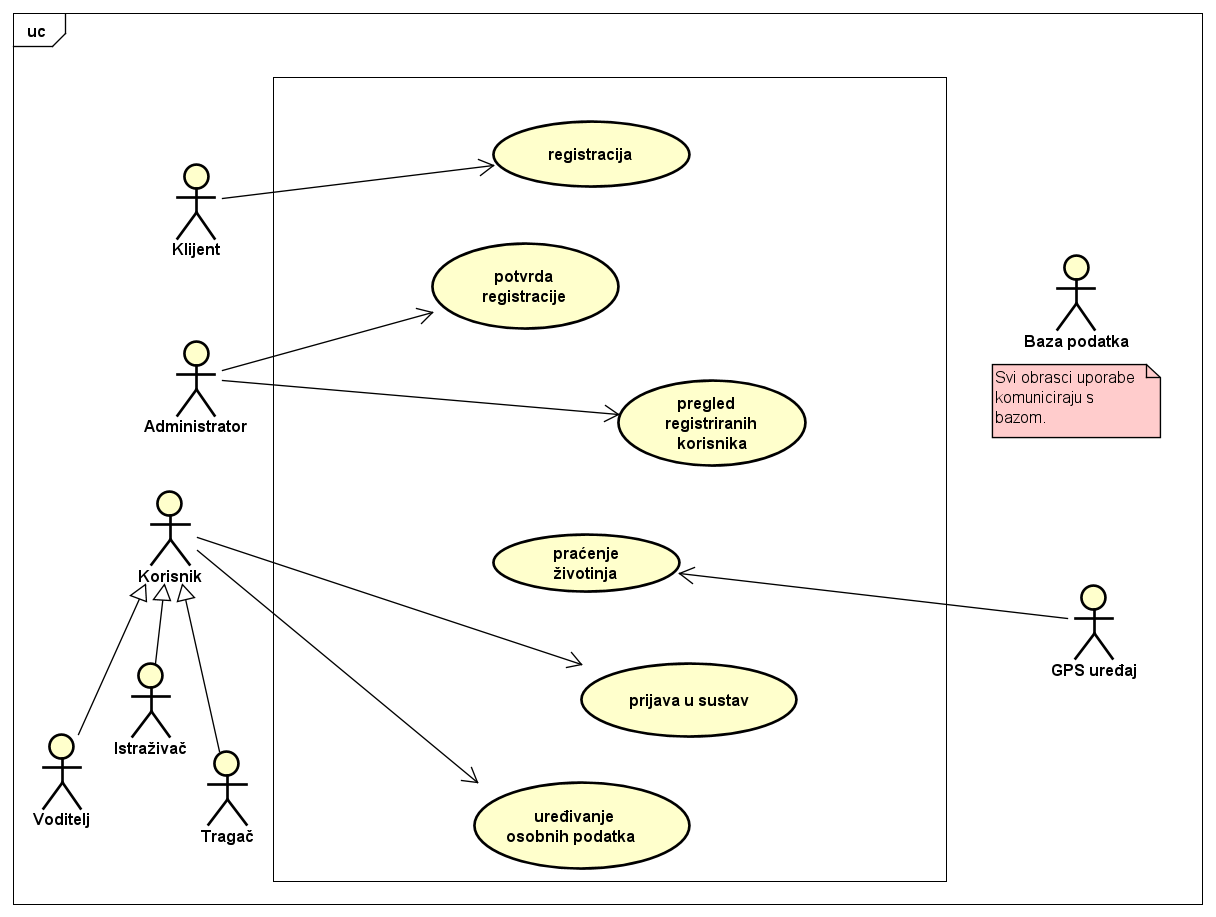 uc
registracija
Klijent
potvrda
registracije
Baza podatka
Svi obrasci uporabe
komuniciraju s
bazom.
Administrator
pregled
registriranih
korisnika
Korisnik
praćenje
životinja
GPS uređaj
prijava u sustav
Istraživač
Voditelj
Tragač
uređivanje
osobnih podatka